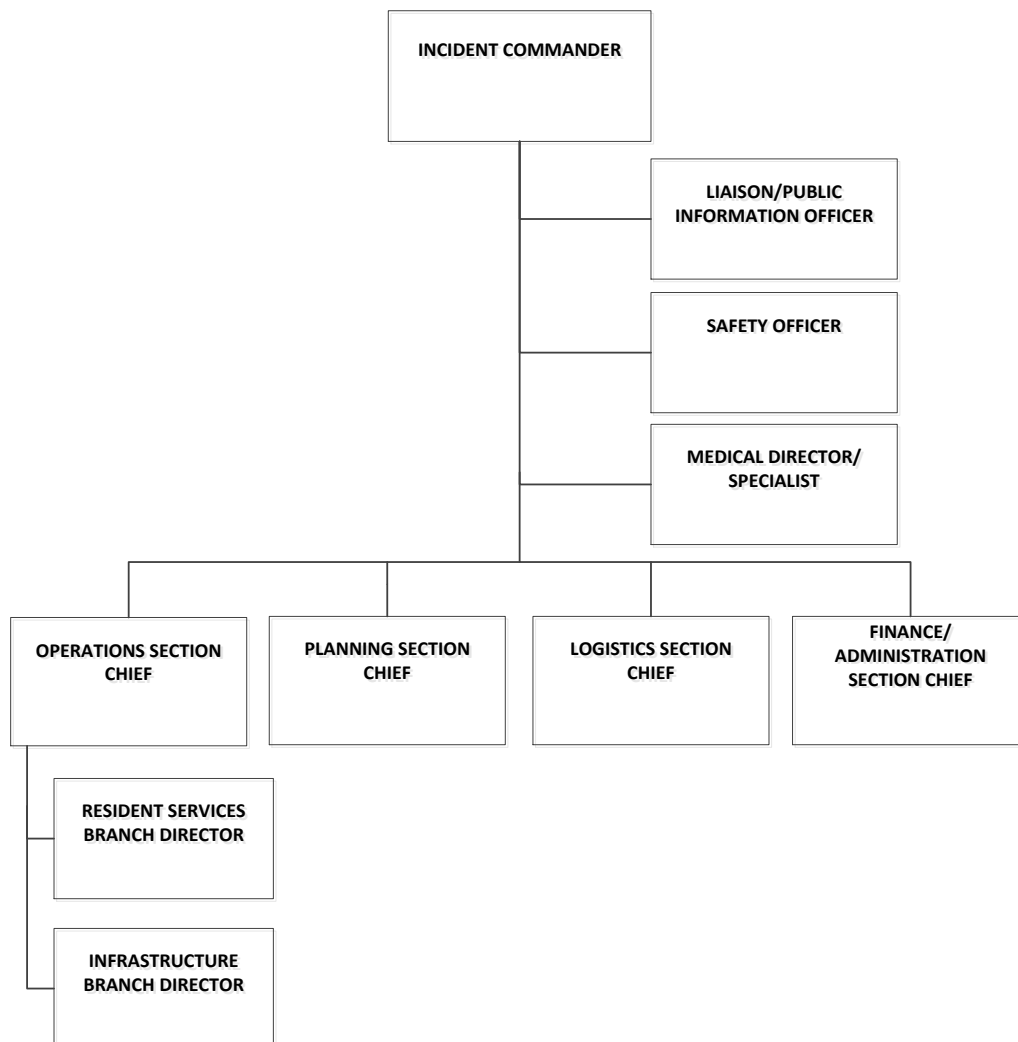 INCIDENT COMMANDER
LIAISON/PUBLIC
INFORMATION OFFICER
SAFETY OFFICER
MEDICAL DIRECTOR/
SPECIALIST
OPERATIONS SECTION
CHIEF
PLANNING SECTION
CHIEF
LOGISTICS SECTION
CHIEF
FINANCE/
ADMINISTRATION
SECTION CHIEF
RESIDENT SERVICES
BRANCH DIRECTOR
INFRASTRUCTURE
BRANCH DIRECTOR